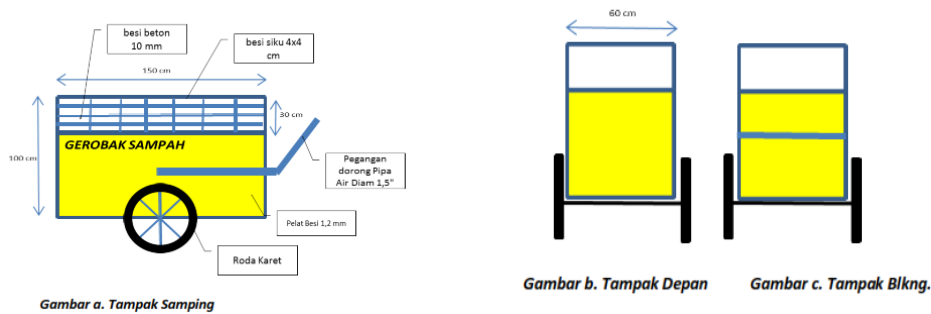 besi beton
10 mm
besi siku 4x4
cm
150 cm
30 cm
100 cm
GEROBAK SAMPAH
Pegangan
dorong Pipa
Air Diam 1,5"
Pelat Besi 1,2 mm
Roda Karet
Gambar a. Tampak Samping
60 cm
Gambar b. Tampak Depan
Gambar c. Tampak Blkng.